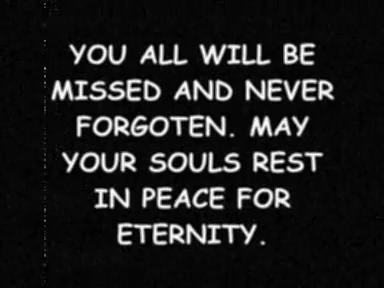 YOU ALL WILL BE
MISSED AND NEVER
FORGOTEN. MAY
YOUR SOULS REST
IN PEACE FOR
ETERNITY.